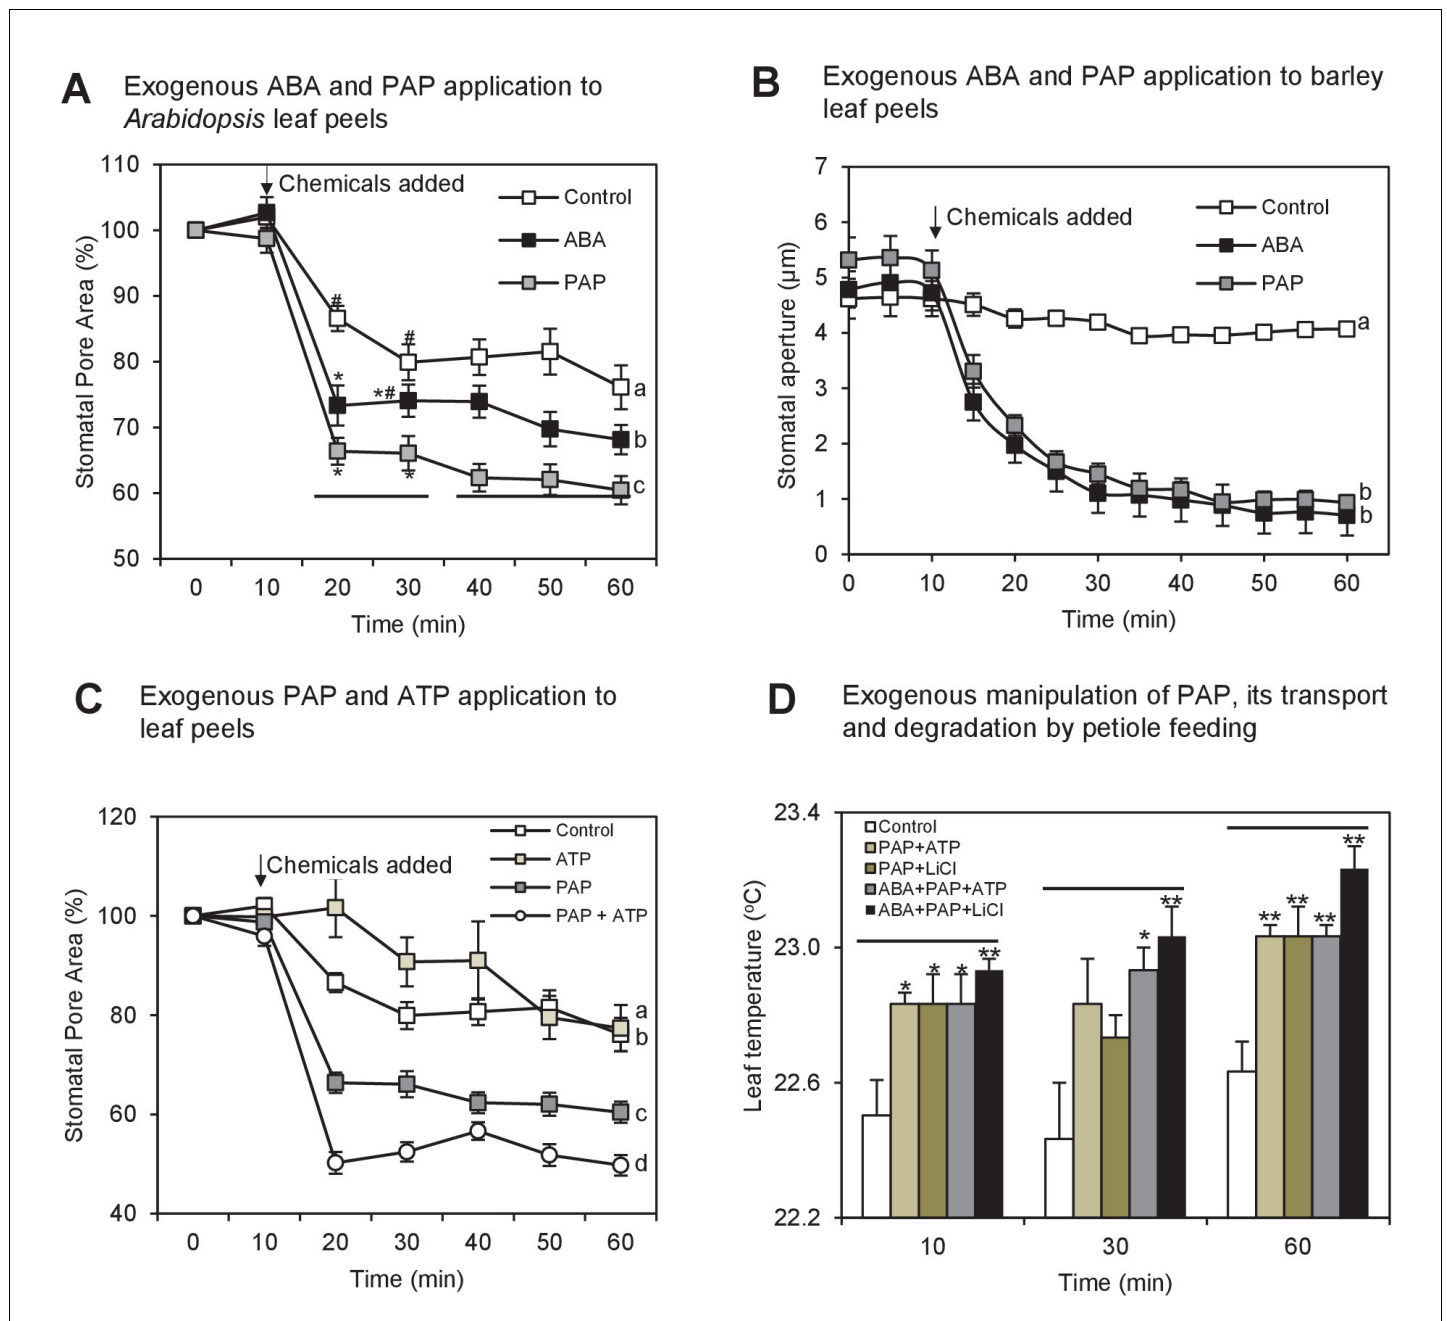 A Exogenous ABA and PAP application to
Arabidopsis leaf peels
110
100
90
80
70
60
50
Stomatal Pore Area (%)
Chemicals added
Control
ABA
PAP
#
#
*
*#
*
*
a
b
c
0 10 20 30 40 50 60
Time (min)
B Exogenous ABA and PAP application to barley
leaf peels
7
6
5
4
3
2
1
0
Stomatal aperture (µm)
Chemicals added
Control
ABA
PAP
a
b
b
0 10 20 30 40 50 60
Time (min)
C Exogenous PAP and ATP application to
leaf peels
120
100
80
60
40
Stomatal Pore Area (%)
Chemicals added
Control
ATP
PAP
PAP + ATP
a
b
c
d
0 10 20 30 40 50 60
Time (min)
D Exogenous manipulation of PAP, its transport
and degradation by petiole feeding
23.4
23.0
22.6
22.2
Leaf temperature (ºC)
Control
PAP+ATP
PAP+LiCl
ABA+PAP+ATP
ABA+PAP+LiCl
* * * **
* **
** ** ** **
10 30 60
Time (min)